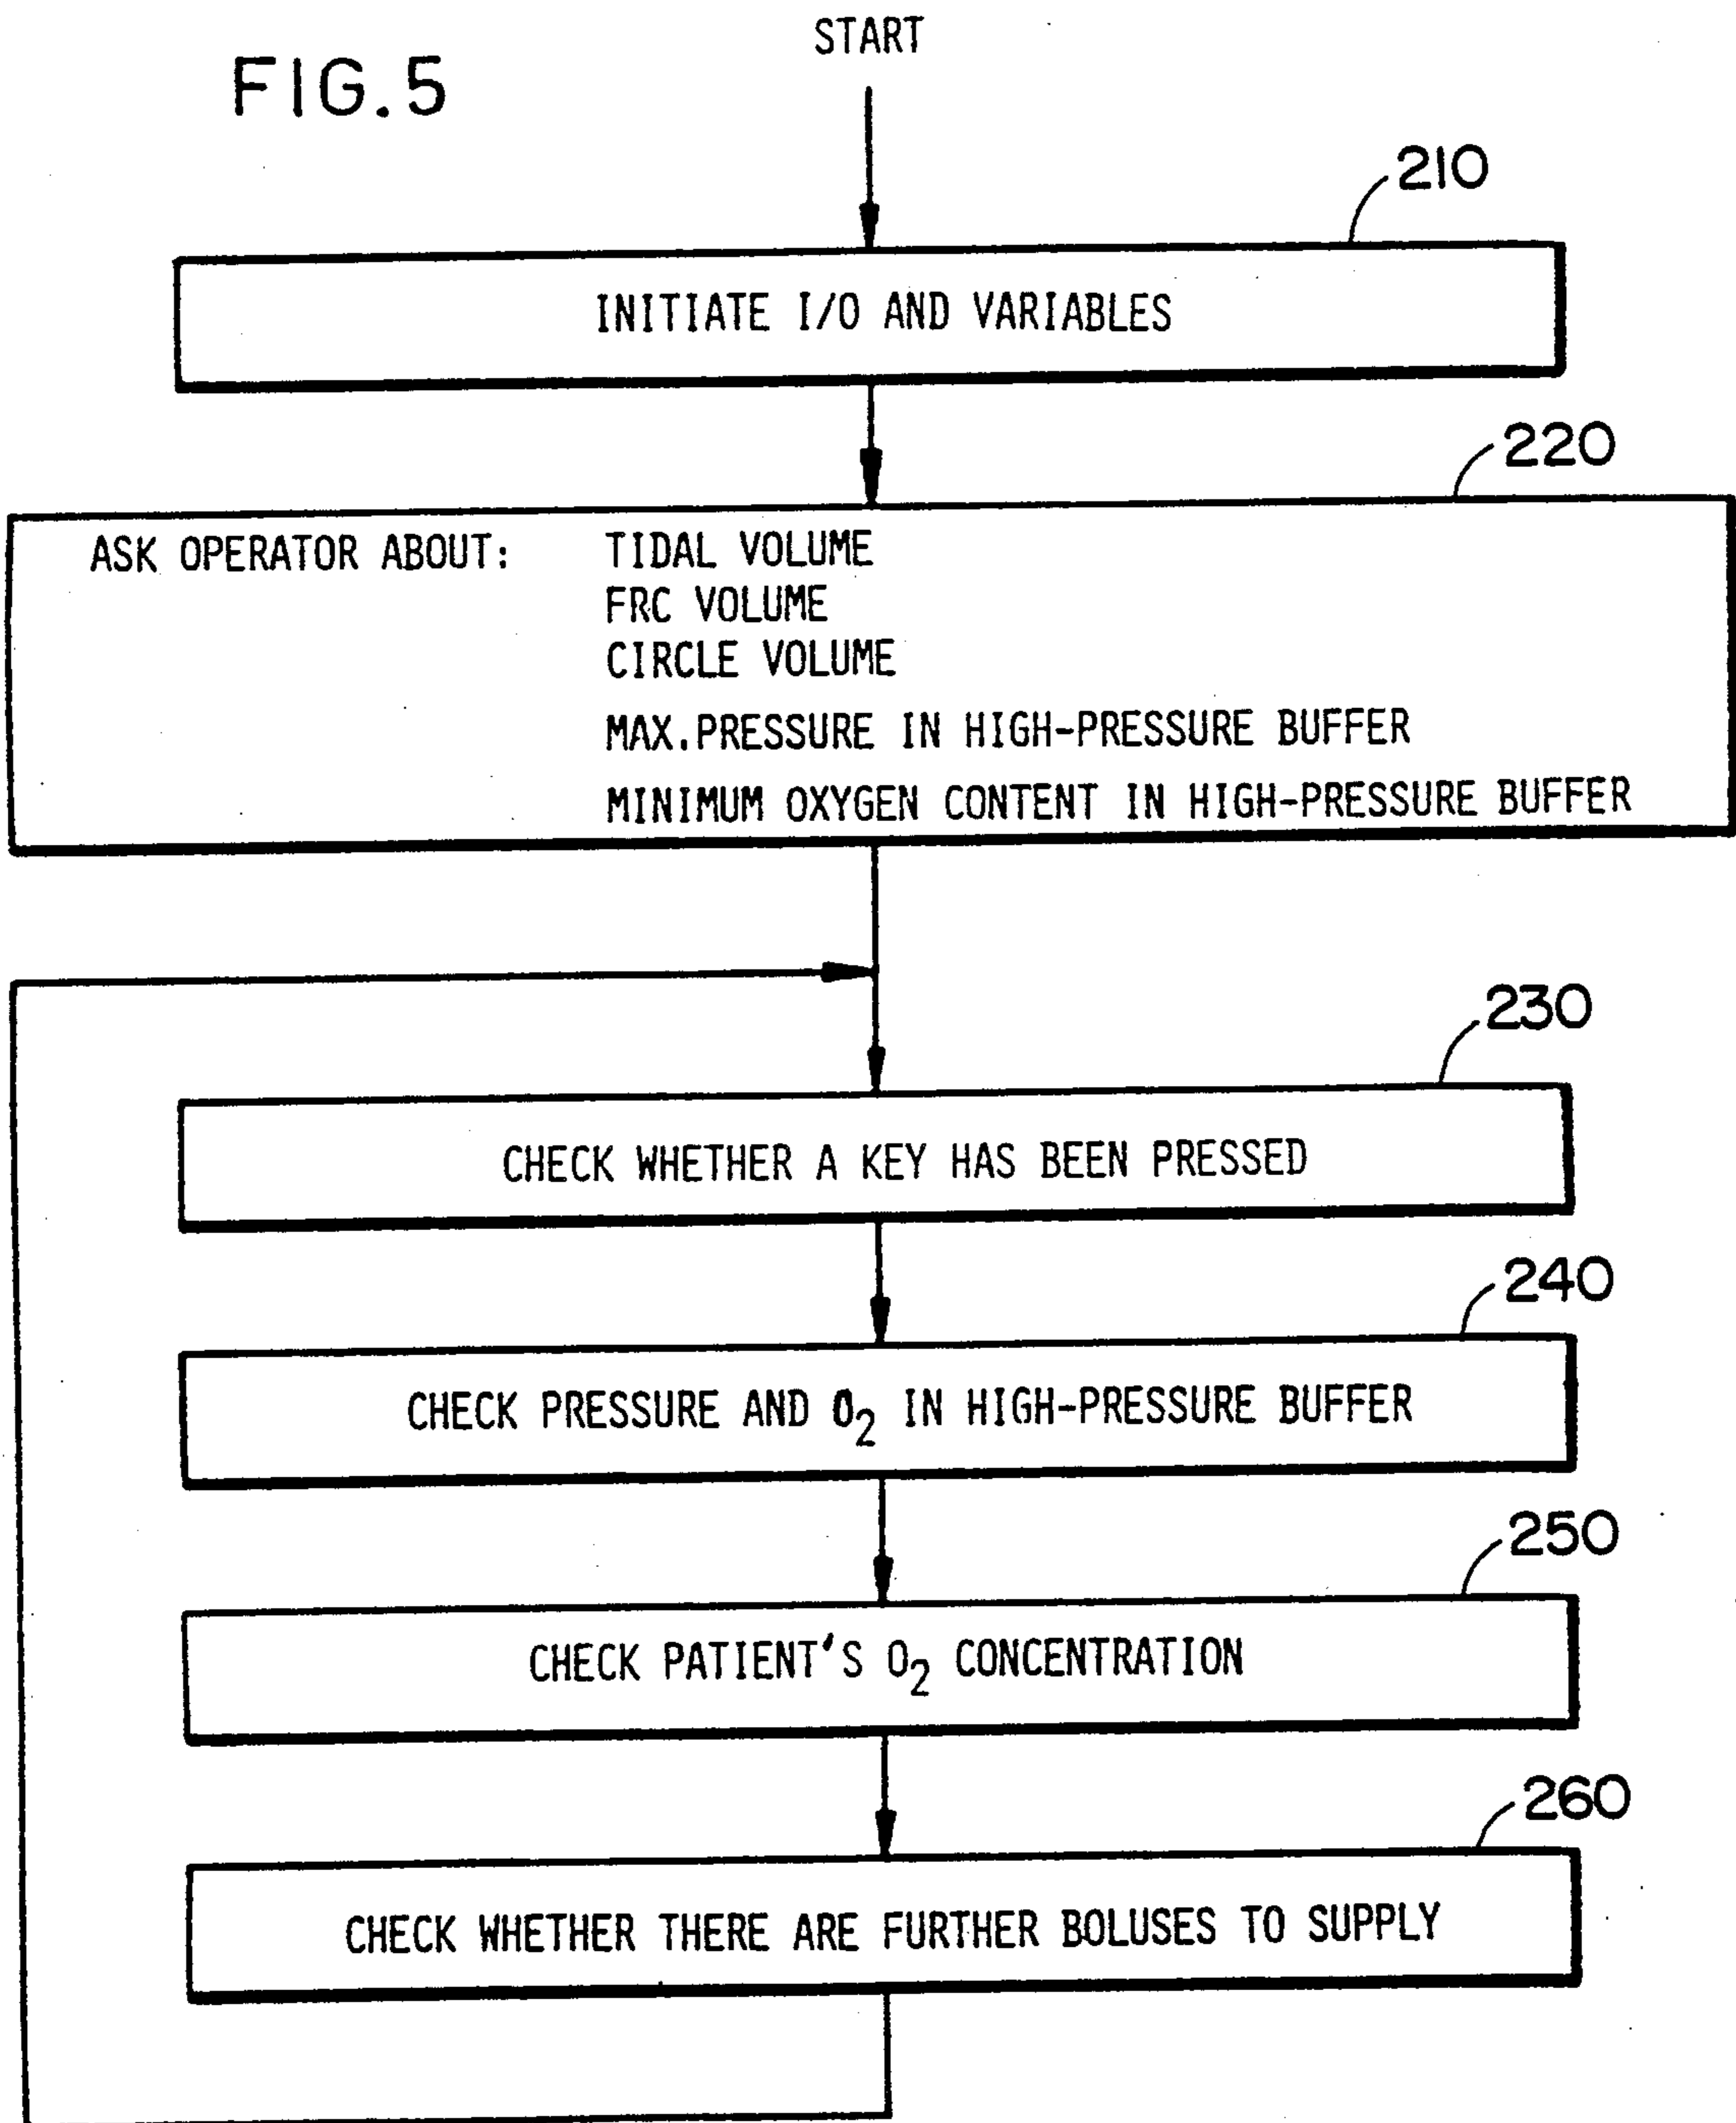 START
FIG.5
210
INITIATE I/O AND VARIABLES
220
ASK OPERATOR ABOUT: TIDAL VOLUME
FRC VOLUME
CIRCLE VOLUME
MAX.PRESSURE IN HIGH-PRESSURE BUFFER
MINIMUM OXYGEN CONTENT IN HIGH-PRESSURE BUFFER
230
CHECK WHETHER A KEY HAS BEEN PRESSED
240
CHECK PRESSURE AND O₂ IN HIGH-PRESSURE BUFFER
250
CHECK PATIENT'S O₂ CONCENTRATION
260
CHECK WHETHER THERE ARE FURTHER BOLUSES TO SUPPLY